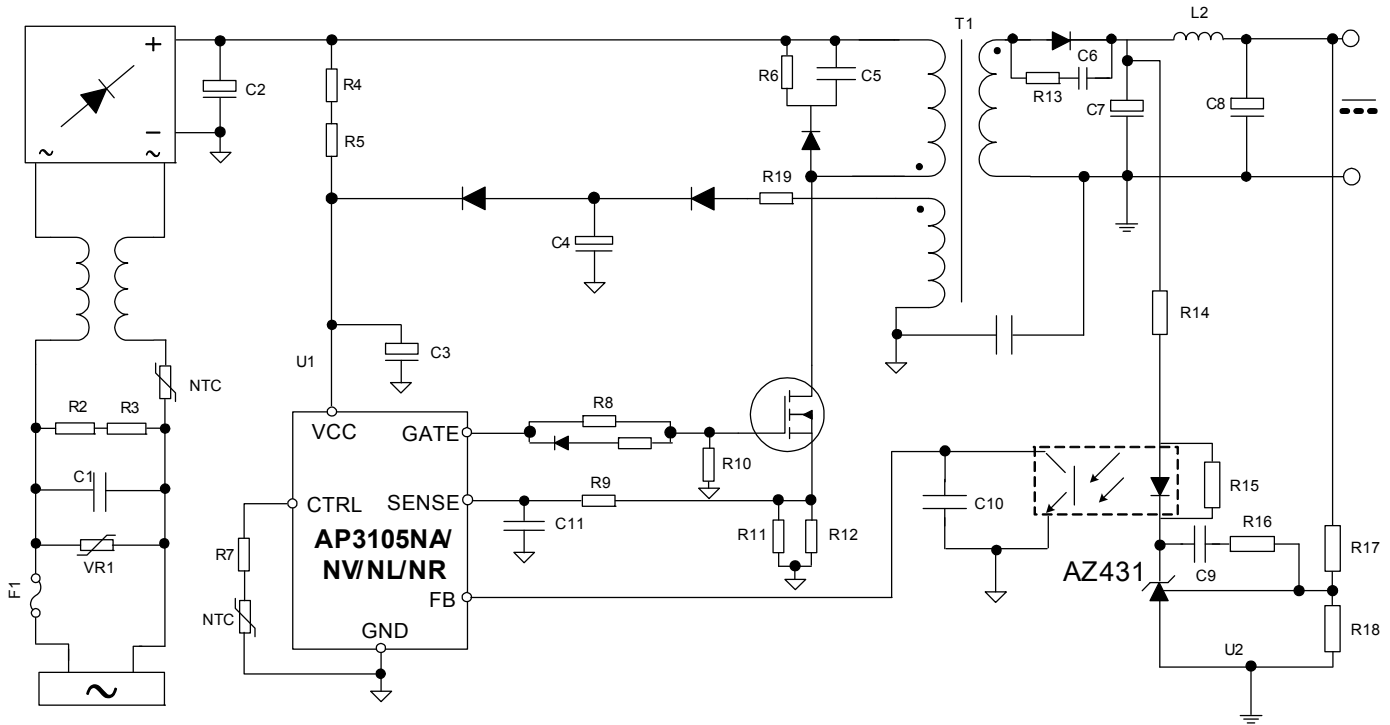 L2
T1
+
C2
R4
R6
C5
C6
R13
C7
C8
−
~ ~
R5
R19
C4
R14
U1
C3
NTC
R2 R3
R8
VCC
GATE
R10
C1
CTRL
SENSE
R9
C11
R11
R12
C10
R15
R16
R17
C9
AP3105NA/
NV/NL/NR
R7
VR1
AZ431
F1
FB
NTC
GND
R18
U2
~